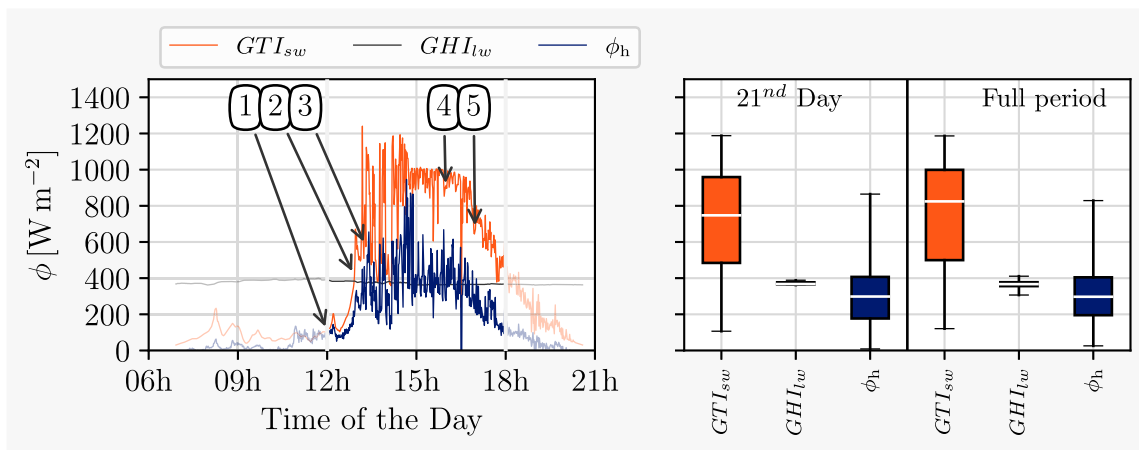 GTI_sw GHI_lw ϕ_h
1 2 3 4 5
21^nd Day Full period
ϕ [W m^−2]
1400
1200
1000
800
600
400
200
0
06h 09h 12h 15h 18h 21h
Time of the Day
GTI_sw GHI_lw ϕ_h GTI_sw GHI_lw ϕ_h